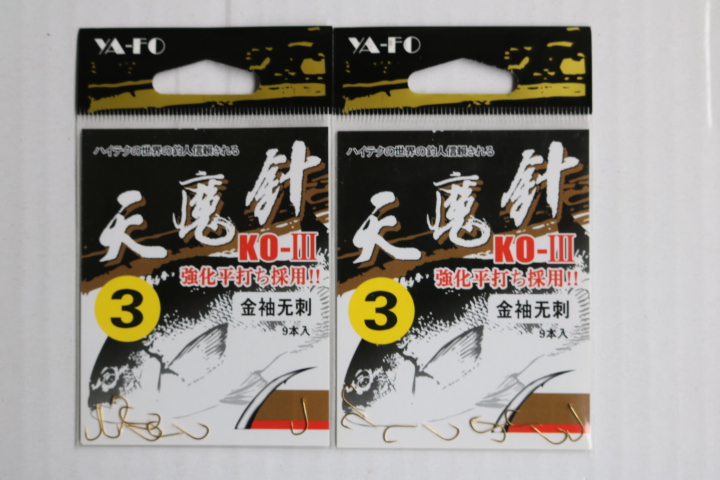 YA-FO
ハイテクの世界の釣人信頼される
天魔針
KO-III
強化平打ち採用!!
3
金袖无刺
9本入
YA-FO
ハイテクの世界の釣人信頼される
天魔針
KO-III
強化平打ち採用!!
3
金袖无刺
9本入